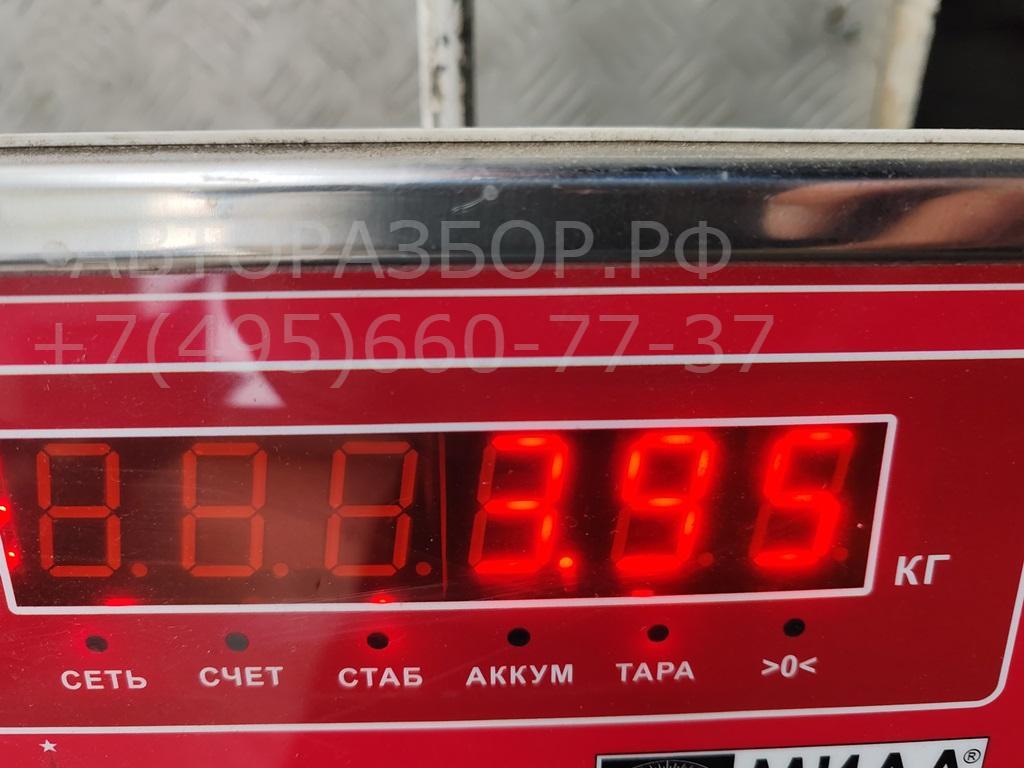 АВТОРАЗБОР.РФ
+7(495)660-77-37
3.95
КГ
СЕТЬ СЧЕТ СТАБ АККУМ ТАРА >0<
®